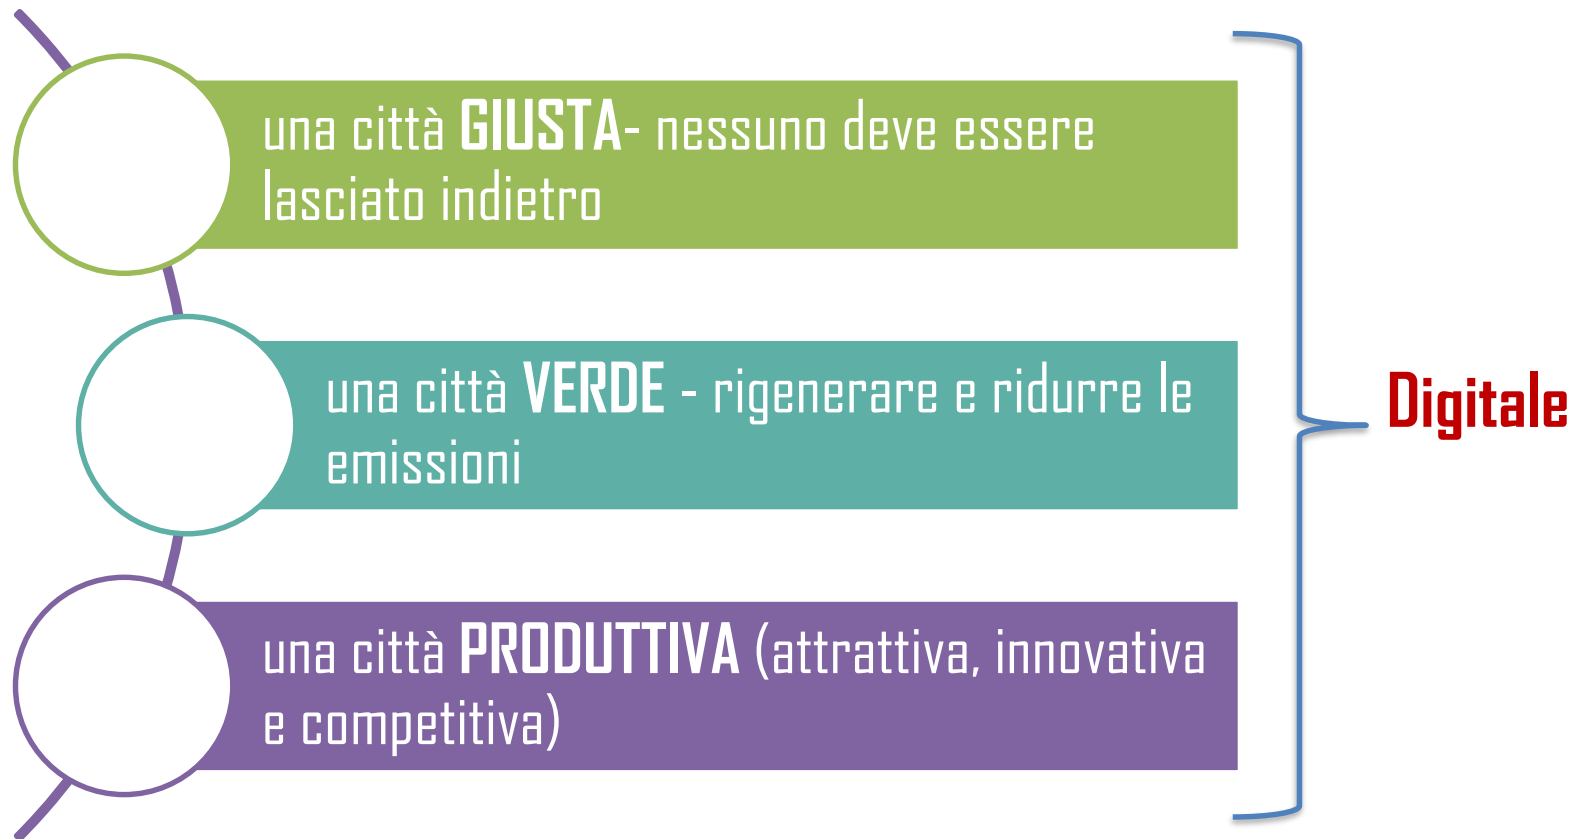 una città GIUSTA- nessuno deve essere
lasciato indietro
una città VERDE - rigenerare e ridurre le
emissioni
Digitale
una città PRODUTTIVA (attrattiva, innovativa
e competitiva)